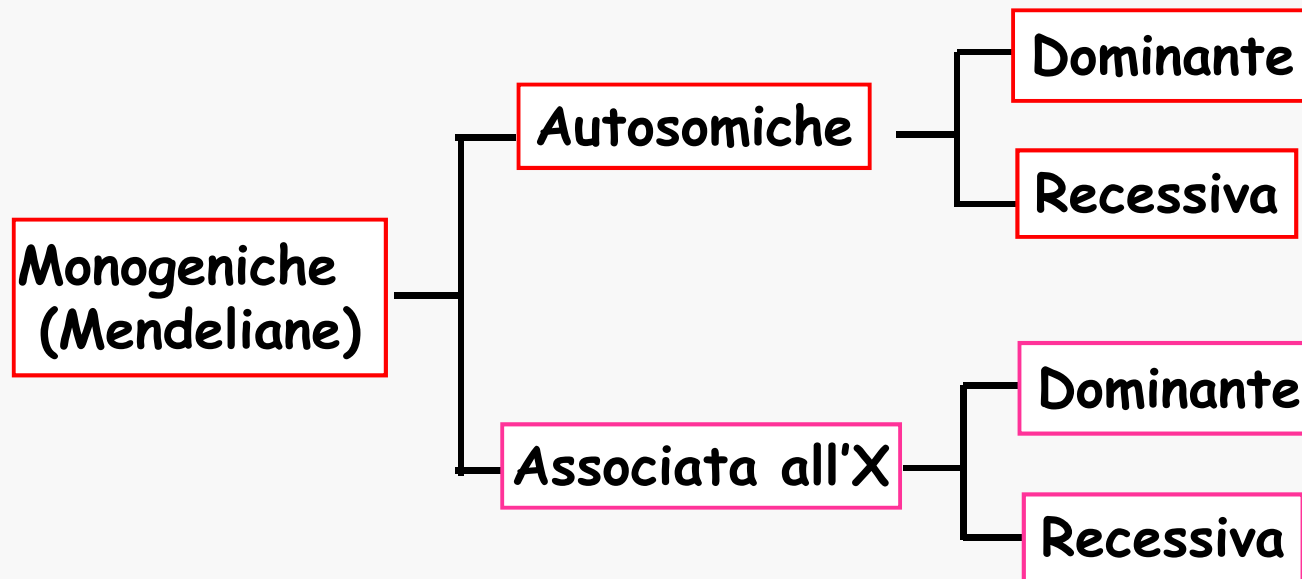 Dominante
Autosomiche
Recessiva
Monogeniche
(Mendeliane)
Dominante
Associata all'X
Recessiva